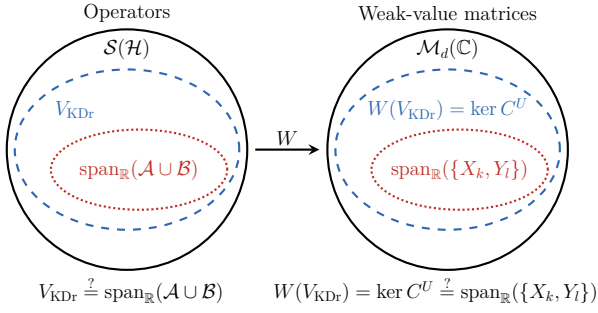 Operators
𝒮(ℋ)
V_KDr
span_ℝ(𝒜 ∪ ℬ)
V_KDr ≟ span_ℝ(𝒜 ∪ ℬ)
W
Weak-value matrices
ℳ_d(ℂ)
W(V_KDr) = ker C^U
span_ℝ({X_k, Y_l})
W(V_KDr) = ker C^U ≟ span_ℝ({X_k, Y_l})